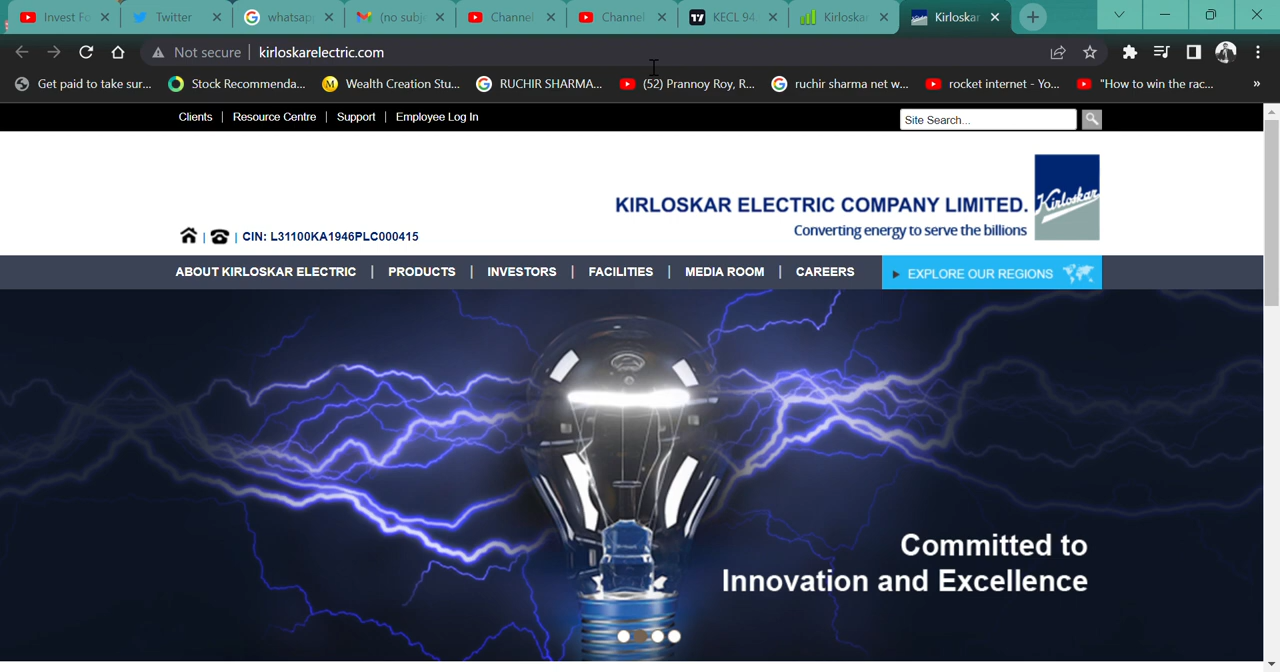 Invest Fo
Twitter
whatsap
(no subj
Channel
Channel
KECL 94.
Kirloskar
Kirloskar
Not secure kirloskarelectric.com
Get paid to take sur...
Stock Recommenda...
Wealth Creation Stu...
RUCHIR SHARMA...
(52) Prannoy Roy, R...
ruchir sharma net w...
rocket internet - Yo...
"How to win the rac...
»
Clients | Resource Centre | Support | Employee Log In
Site Search...
KIRLOSKAR ELECTRIC COMPANY LIMITED.
Kirloskar
Converting energy to serve the billions
CIN: L31100KA1946PLC000415
ABOUT KIRLOSKAR ELECTRIC | PRODUCTS | INVESTORS | FACILITIES | MEDIA ROOM | CAREERS
EXPLORE OUR REGIONS
Committed to
Innovation and Excellence